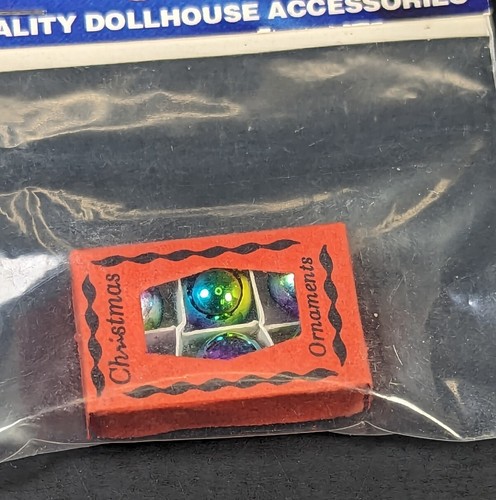 ALITY DOLLHOUSE ACCESSORIES
Christmas
Ornaments